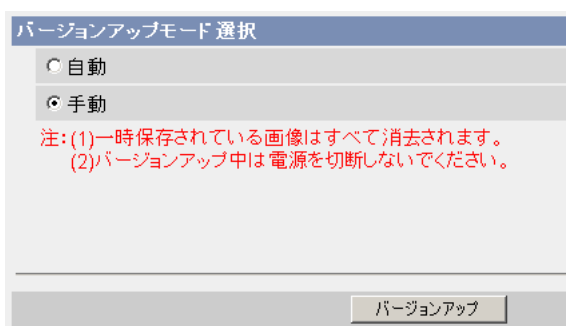 バージョンアップモード選択
自動
手動
注:(1)一時保存されている画像はすべて消去されます。
(2)バージョンアップ中は電源を切断しないでください。
バージョンアップ